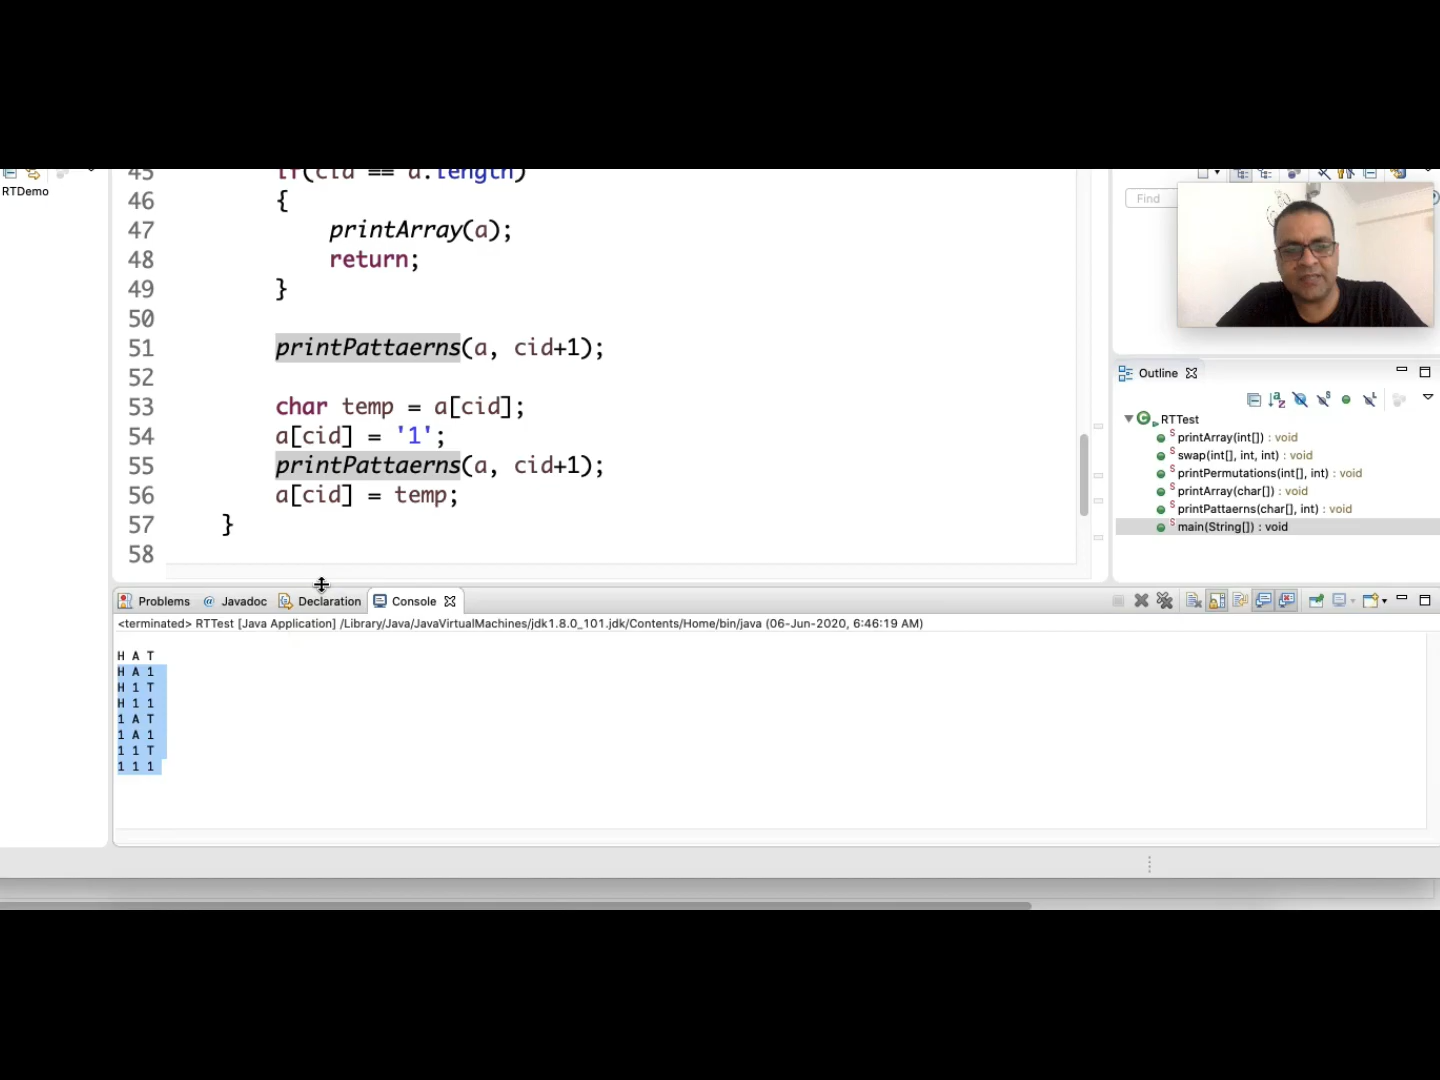 RTDemo
45 if(cid == a.length)
46 {
47 printArray(a);
48 return;
49 }
50
51 printPattaerns(a, cid+1);
52
53 char temp = a[cid];
54 a[cid] = '1';
55 printPattaerns(a, cid+1);
56 a[cid] = temp;
57 }
58
Find
Outline
RTTest
printArray(int[]) : void
swap(int[], int, int) : void
printPermutations(int[], int) : void
printArray(char[]) : void
printPattaerns(char[], int) : void
main(String[]) : void
Problems @ Javadoc Declaration Console
<terminated> RTTest [Java Application] /Library/Java/JavaVirtualMachines/jdk1.8.0_101.jdk/Contents/Home/bin/java (06-Jun-2020, 6:46:19 AM)
H A T
H A 1
H 1 T
H 1 1
1 A T
1 A 1
1 1 T
1 1 1